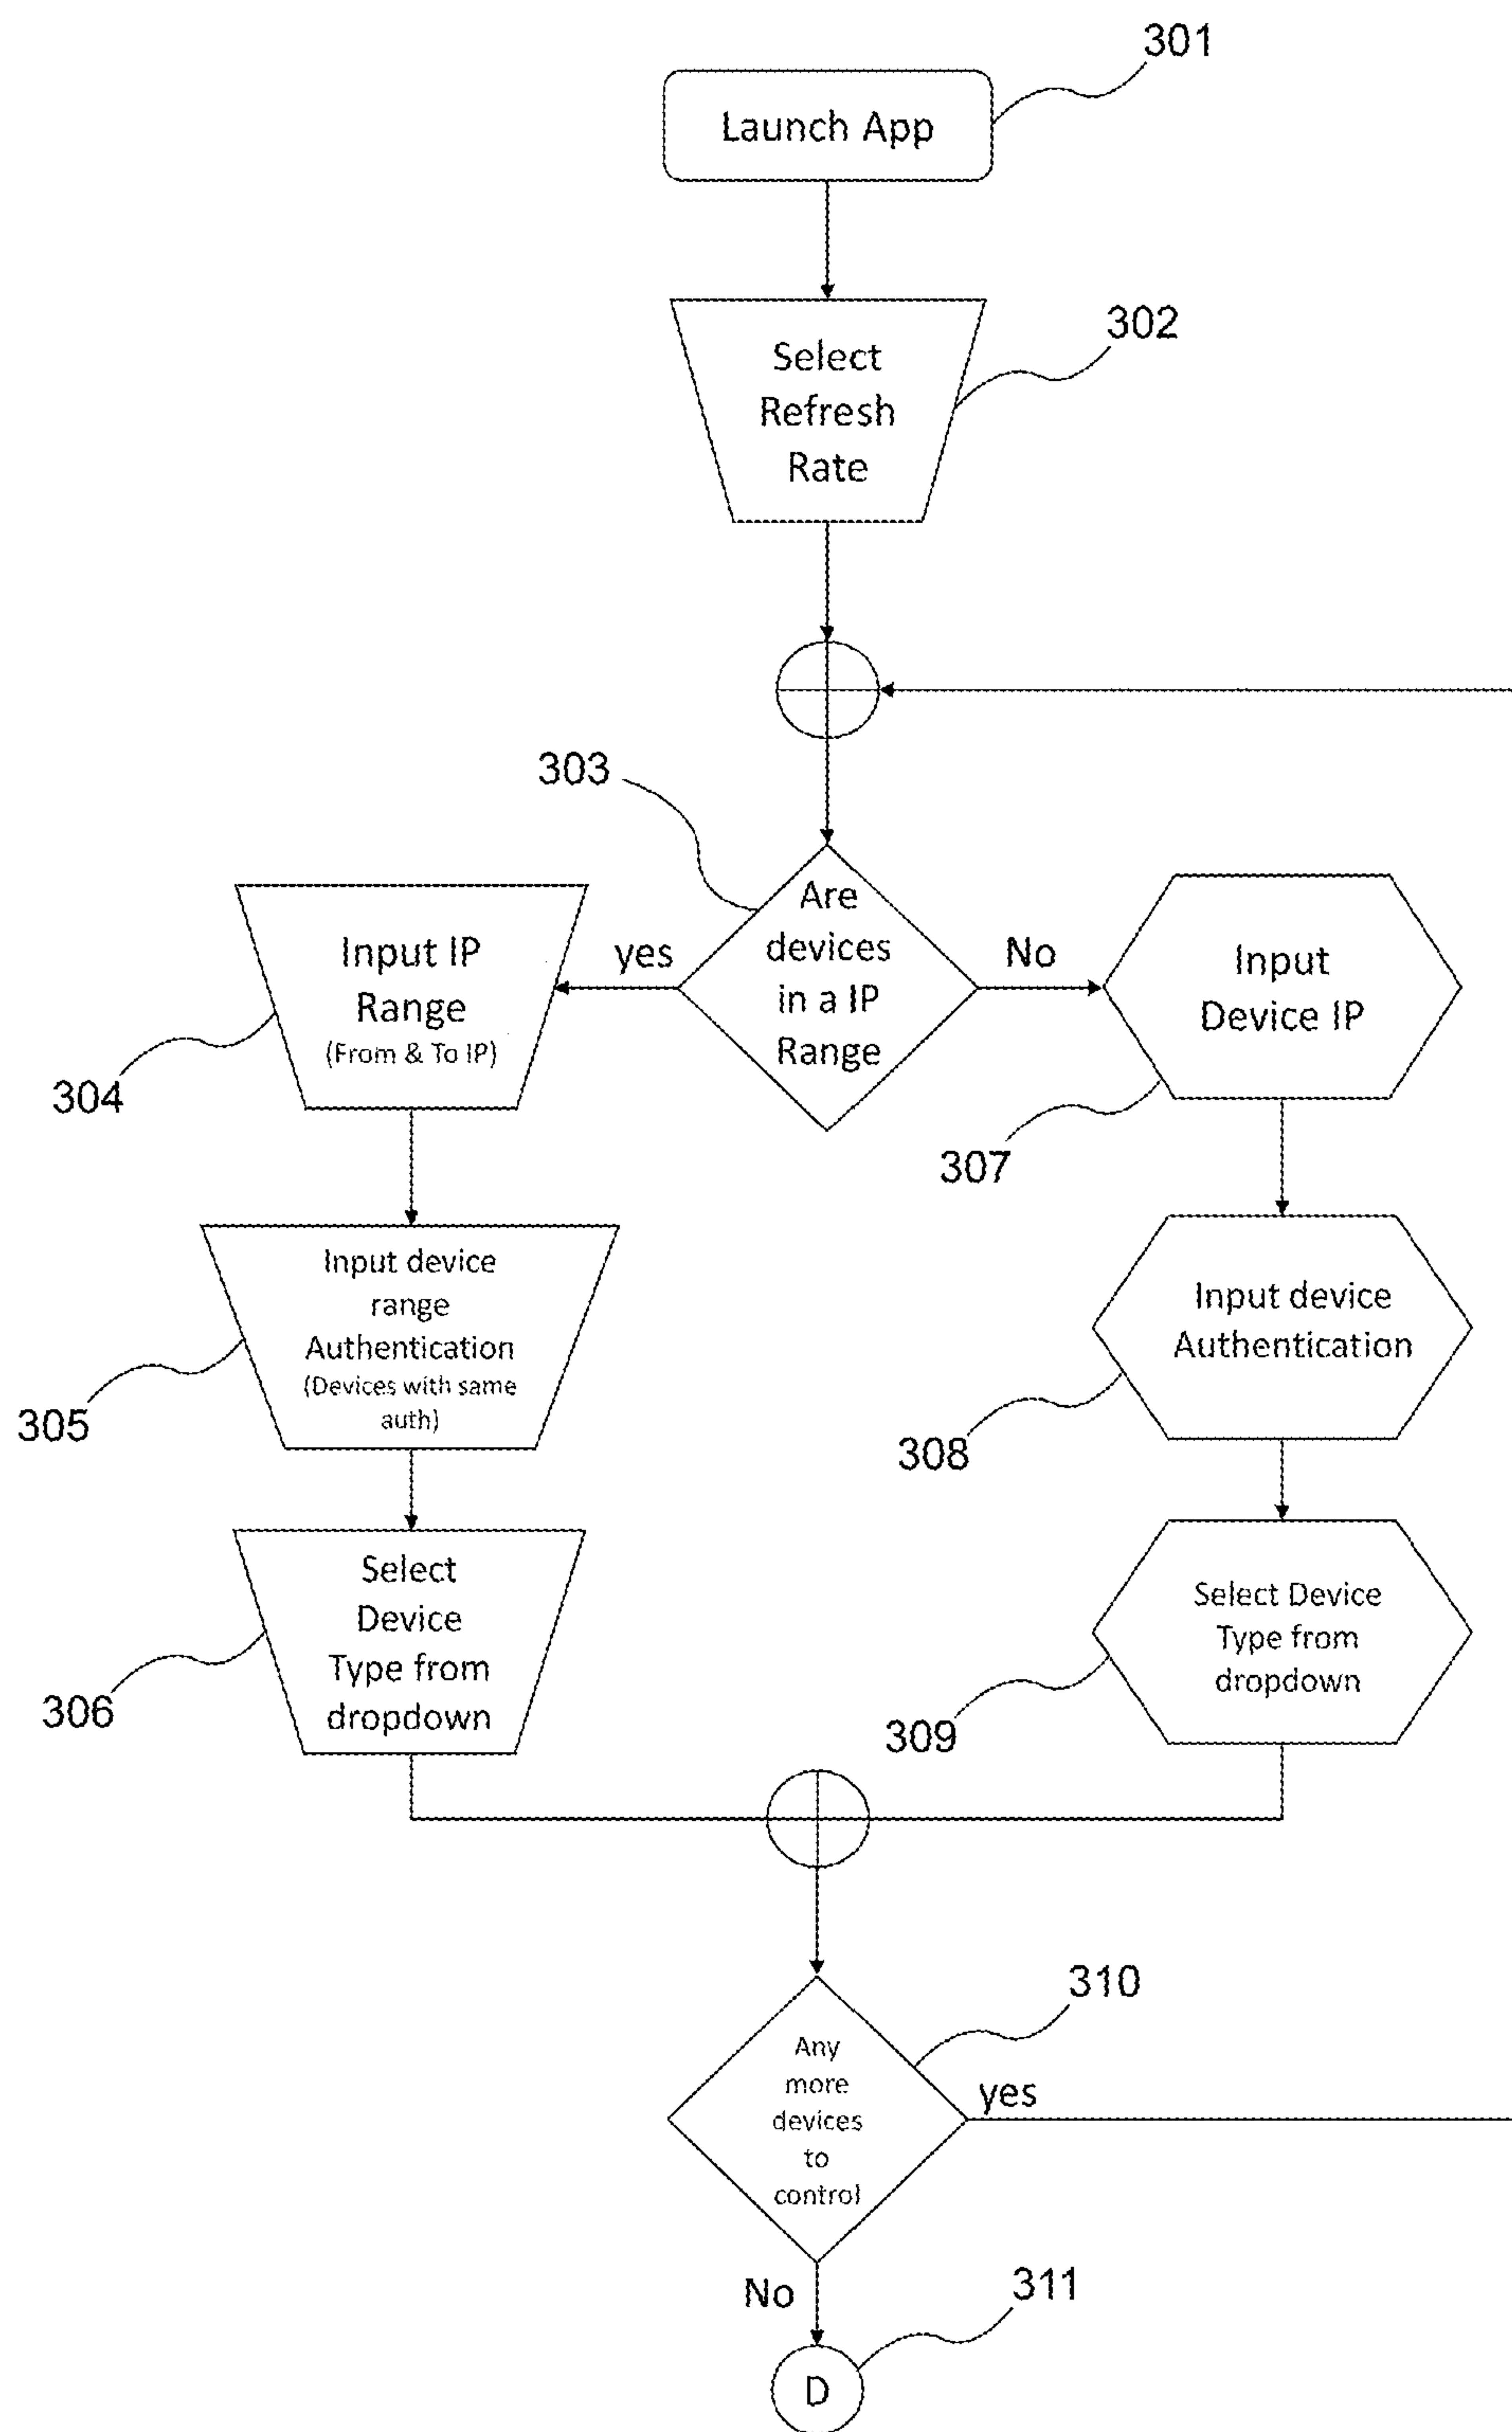 301
Launch App
302
Select
Refresh
Rate
303
Are
devices
in a IP
Range
yes
No
Input IP
Range
(From & To IP)
304
Input
Device IP
307
Input device
range
Authentication
(Devices with same
auth)
305
Input device
Authentication
308
Select
Device
Type from
dropdown
306
Select Device
Type from
dropdown
309
310
Any
more
devices
to
control
yes
No
311
D